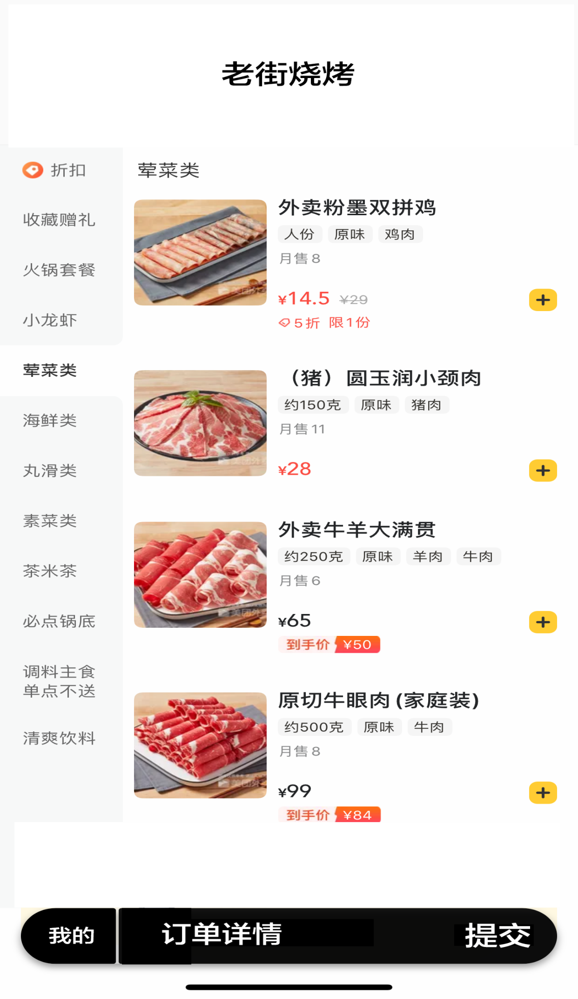 老街烧烤
折扣
收藏赠礼
火锅套餐
小龙虾
荤菜类
海鲜类
丸滑类
素菜类
茶米茶
必点锅底
调料主食
单点不送
清爽饮料
荤菜类
外卖粉墨双拼鸡
人份 原味 鸡肉
月售8
¥14.5 ¥29
5折 限1份
（猪）圆玉润小颈肉
约150克 原味 猪肉
月售11
¥28
外卖牛羊大满贯
约250克 原味 羊肉 牛肉
月售6
¥65
到手价 ¥50
原切牛眼肉(家庭装)
约500克 原味 牛肉
月售8
¥99
到手价 ¥84
我的 订单详情 提交